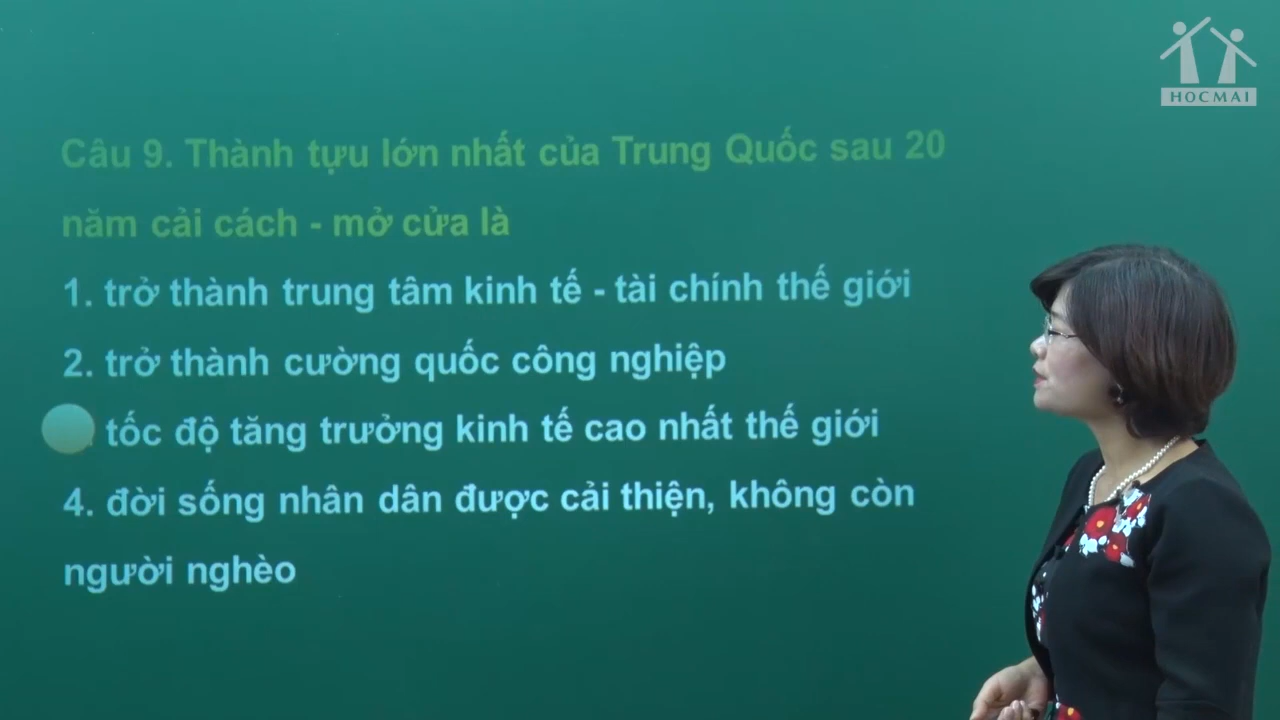 HOCMAI
Câu 9. Thành tựu lớn nhất của Trung Quốc sau 20
năm cải cách - mở cửa là
1. trở thành trung tâm kinh tế - tài chính thế giới
2. trở thành cường quốc công nghiệp
tốc độ tăng trưởng kinh tế cao nhất thế giới
4. đời sống nhân dân được cải thiện, không còn
người nghèo